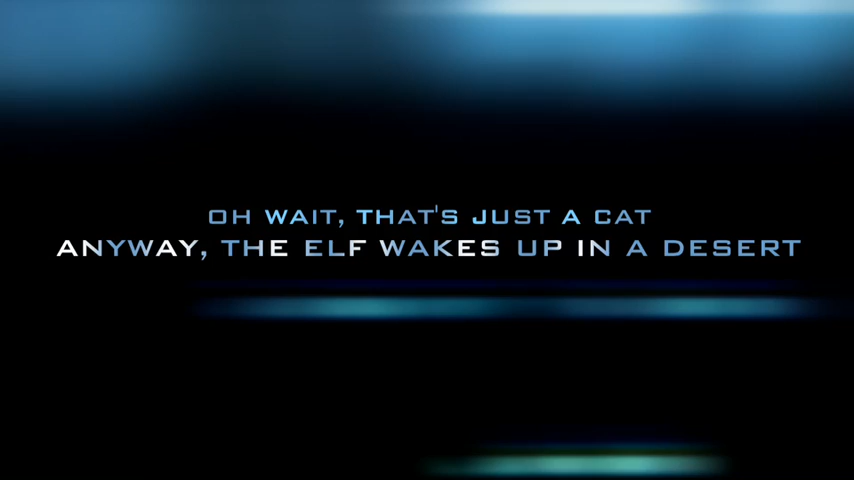 OH WAIT, THAT'S JUST A CAT
ANYWAY, THE ELF WAKES UP IN A DESERT